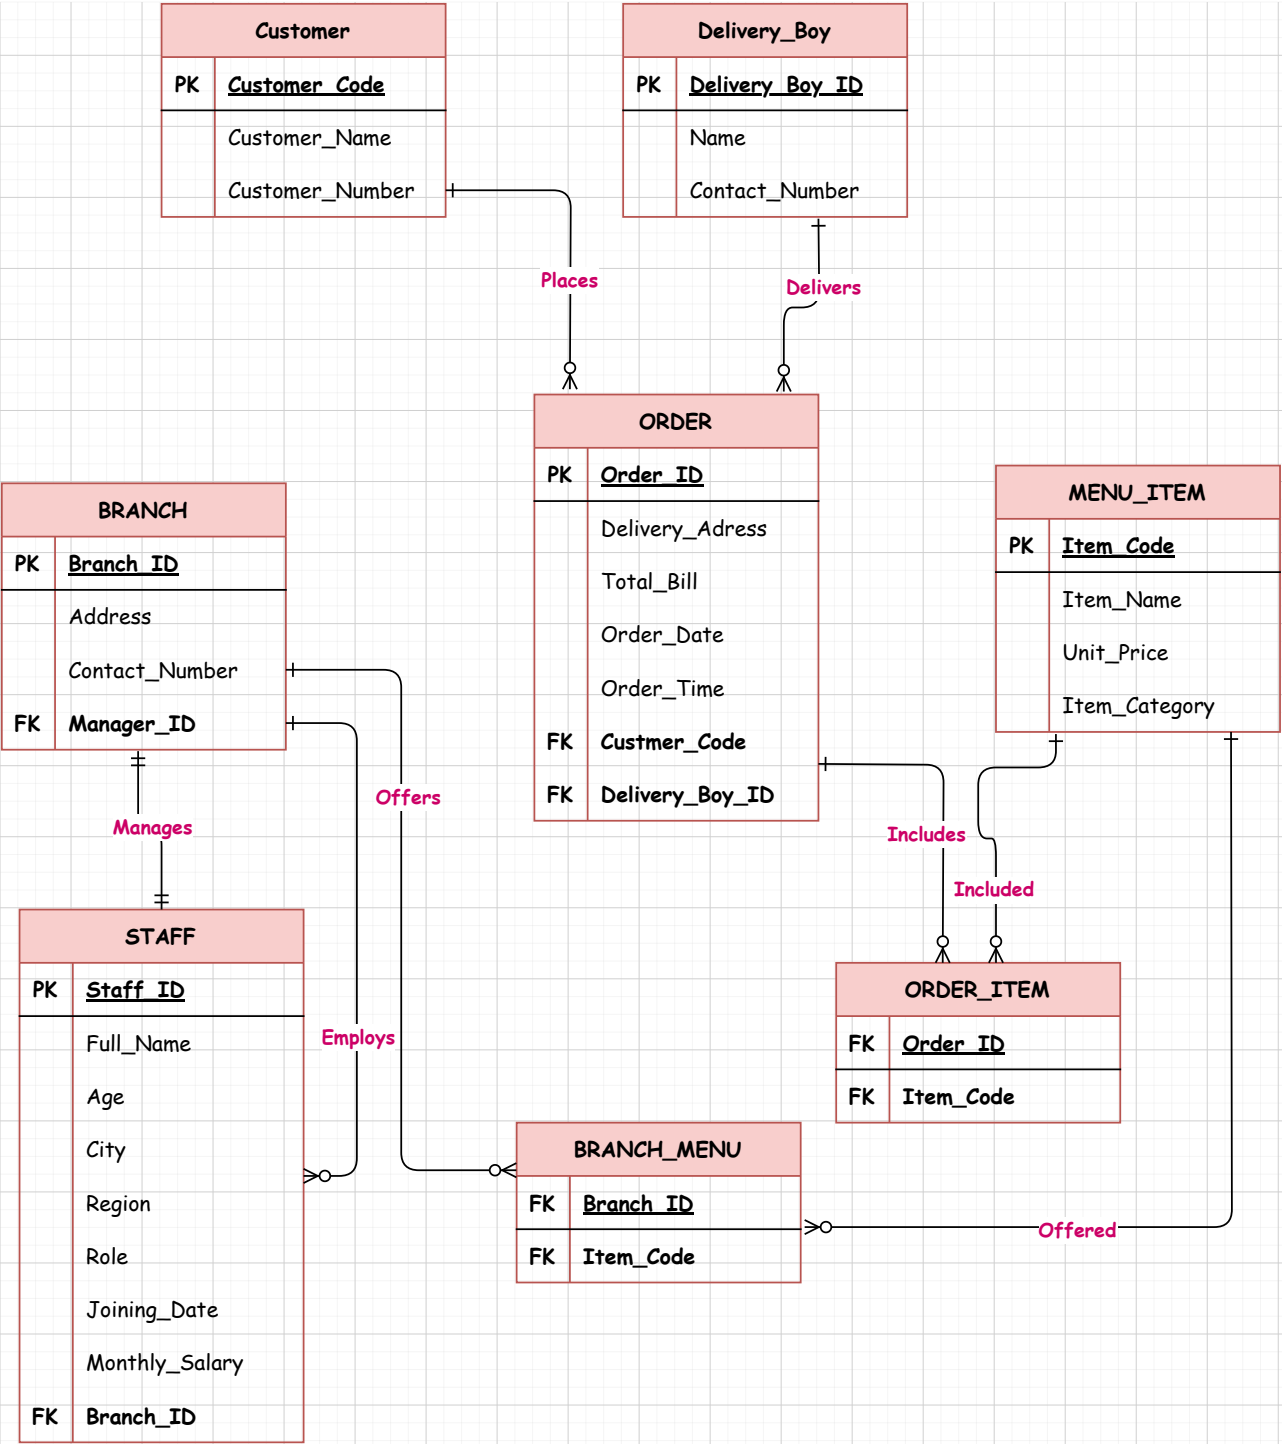 Customer
PK Customer_Code
Customer_Name
Customer_Number
Delivery_Boy
PK Delivery_Boy_ID
Name
Contact_Number
Places
Delivers
ORDER
PK Order_ID
Delivery_Adress
Total_Bill
Order_Date
Order_Time
FK Custmer_Code
FK Delivery_Boy_ID
BRANCH
PK Branch_ID
Address
Contact_Number
FK Manager_ID
MENU_ITEM
PK Item_Code
Item_Name
Unit_Price
Item_Category
Offers
Manages
Includes
Included
STAFF
PK Staff_ID
Full_Name
Age
City
Region
Role
Joining_Date
Monthly_Salary
FK Branch_ID
Employs
ORDER_ITEM
FK Order_ID
FK Item_Code
BRANCH_MENU
FK Branch_ID
FK Item_Code
Offered